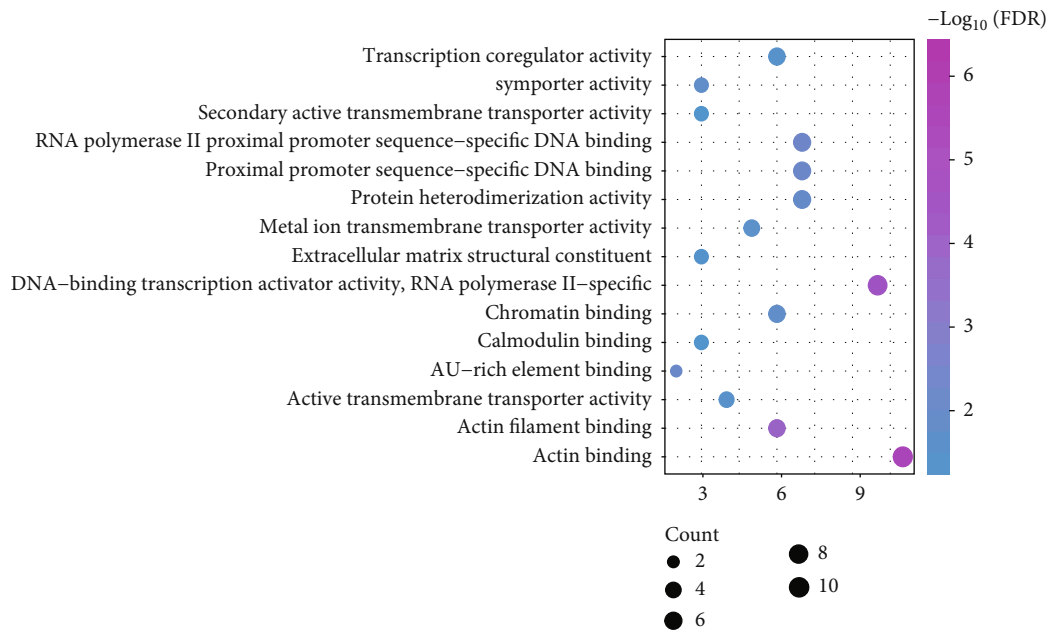 −Log10 (FDR)
Transcription coregulator activity
symporter activity
Secondary active transmembrane transporter activity
RNA polymerase II proximal promoter sequence−specific DNA binding
Proximal promoter sequence−specific DNA binding
Protein heterodimerization activity
Metal ion transmembrane transporter activity
Extracellular matrix structural constituent
DNA−binding transcription activator activity, RNA polymerase II−specific
Chromatin binding
Calmodulin binding
AU−rich element binding
Active transmembrane transporter activity
Actin filament binding
Actin binding
6
5
4
3
2
3 6 9
Count
2
4
6
8
10